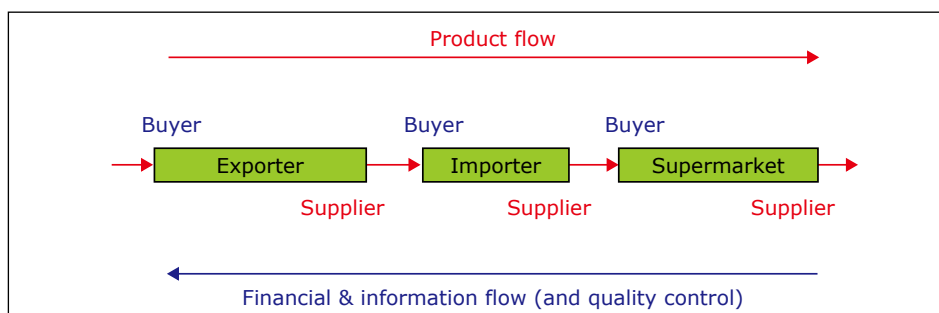 Product flow
Buyer Buyer Buyer
Exporter Importer Supermarket
Supplier Supplier Supplier
Financial & information flow (and quality control)